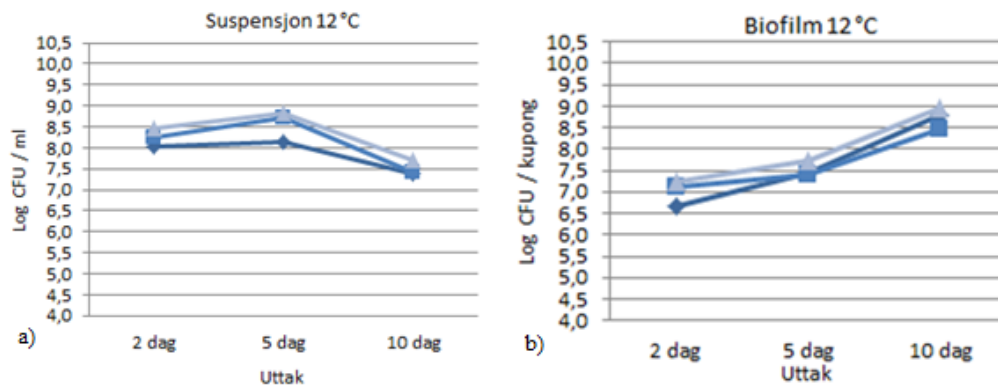 Suspensjon 12 °C
Log CFU / ml
10,5
10,0
9,5
9,0
8,5
8,0
7,5
7,0
6,5
6,0
5,5
5,0
4,5
4,0
2 dag 5 dag 10 dag
Uttak
a)
Biofilm 12 °C
Log CFU / kupong
10,5
10,0
9,5
9,0
8,5
8,0
7,5
7,0
6,5
6,0
5,5
5,0
4,5
4,0
2 dag 5 dag 10 dag
Uttak
b)